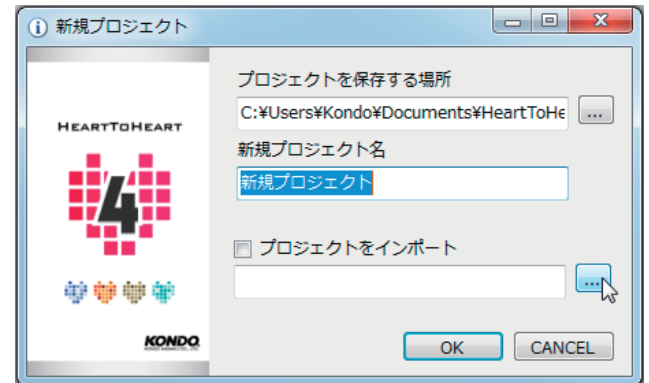 新規プロジェクト
プロジェクトを保存する場所
C:¥Users¥Kondo¥Documents¥HeartToHe
...
HEARTTOHEART
新規プロジェクト名
新規プロジェクト
4
プロジェクトをインポート
...
KONDO
OK
CANCEL